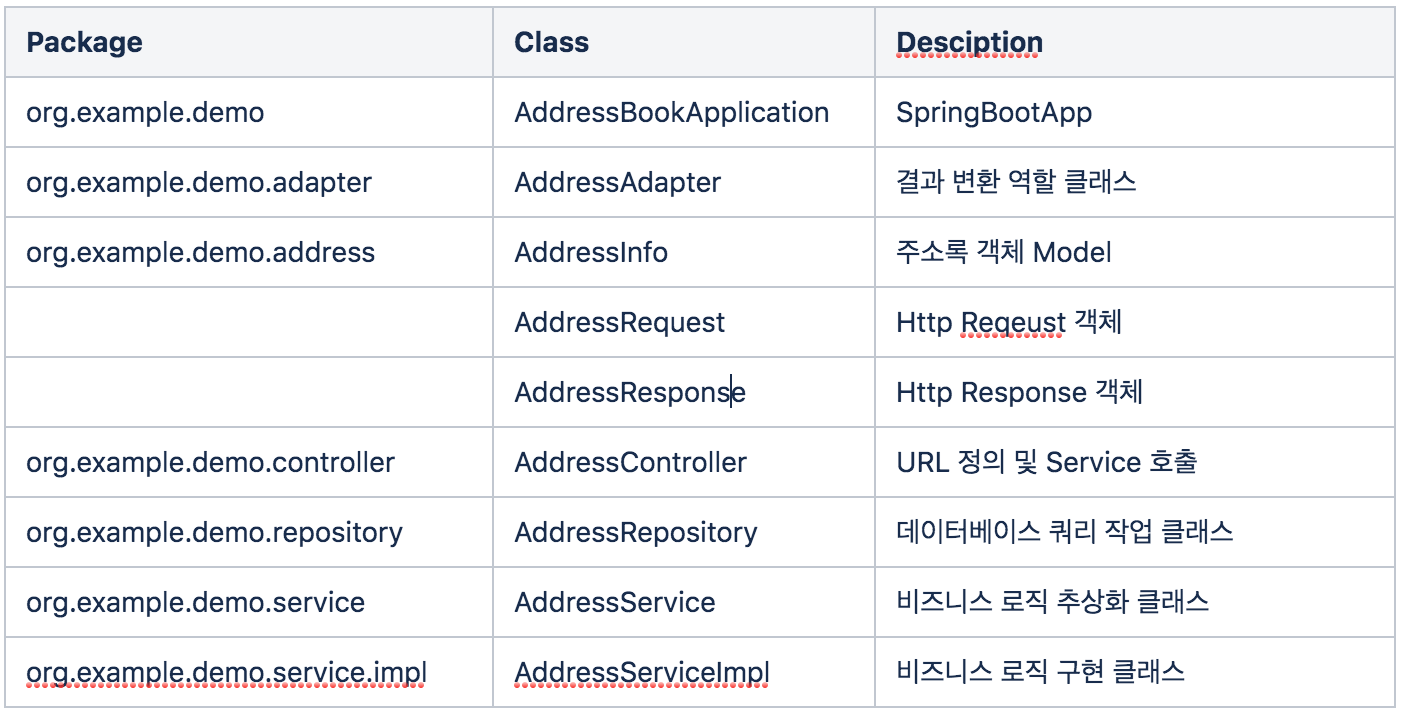 Package Class Desciption
org.example.demo AddressBookApplication SpringBootApp
org.example.demo.adapter AddressAdapter 결과 변환 역할 클래스
org.example.demo.address AddressInfo 주소록 객체 Model
AddressRequest Http Reqeust 객체
AddressResponse Http Response 객체
org.example.demo.controller AddressController URL 정의 및 Service 호출
org.example.demo.repository AddressRepository 데이터베이스 쿼리 작업 클래스
org.example.demo.service AddressService 비즈니스 로직 추상화 클래스
org.example.demo.service.impl AddressServiceImpl 비즈니스 로직 구현 클래스